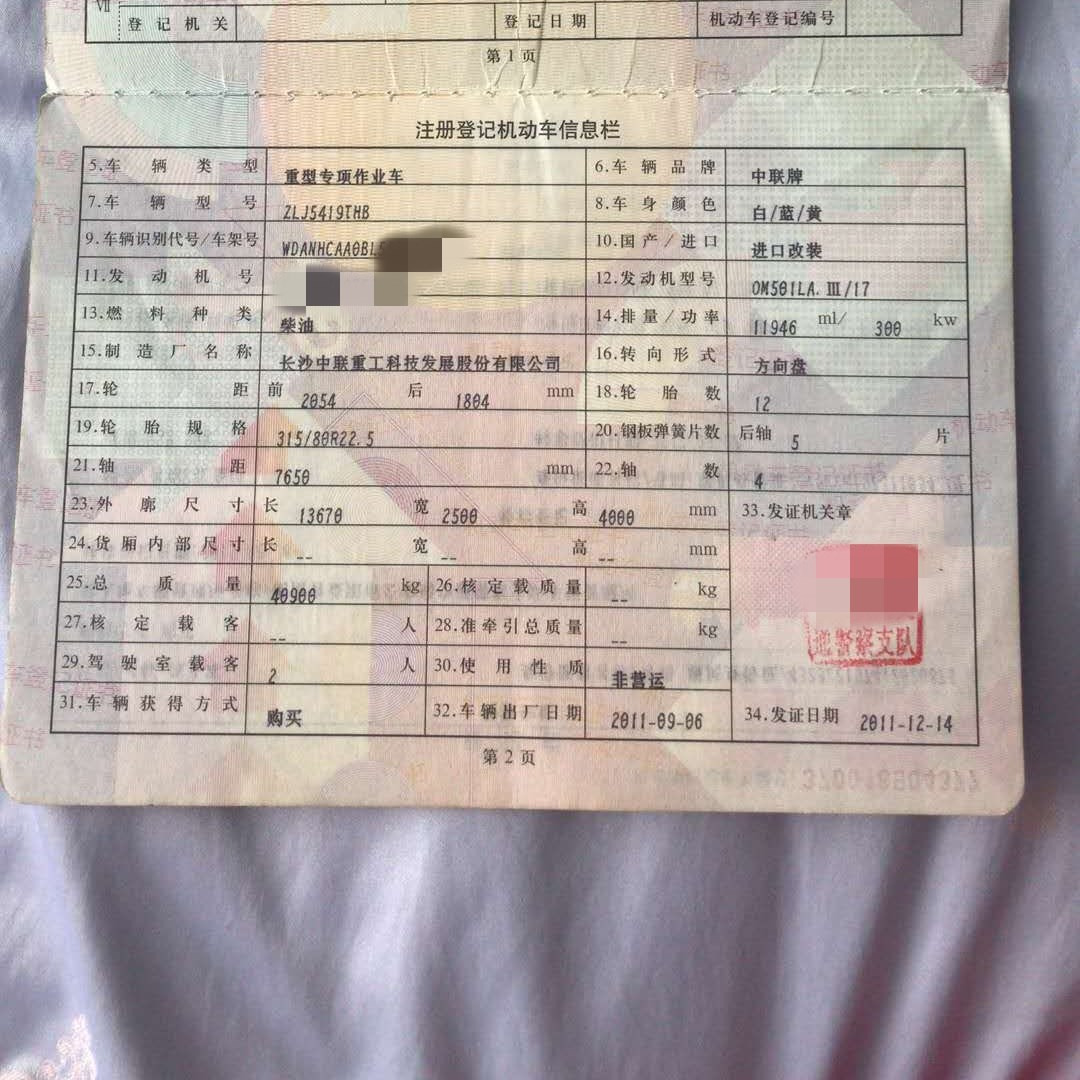 VII
登记机关 登记日期 机动车登记编号
第 1 页
注册登记机动车信息栏
5.车辆类型 重型专项作业车 6.车辆品牌 中联牌
7.车辆型号 ZLJ5419THB 8.车身颜色 白/蓝/黄
9.车辆识别代号/车架号 WDANHCAA0BL 10.国产/进口 进口改装
11.发动机号 12.发动机型号 OM501LA.III/17
13.燃料种类 柴油 14.排量/功率 11946 ml/ 300 kw
15.制造厂名称 长沙中联重工科技发展股份有限公司 16.转向形式 方向盘
17.轮距 前 2054 后 1804 mm 18.轮胎数 12
19.轮胎规格 315/80R22.5 20.钢板弹簧片数 后轴 5 片
21.轴距 7650 mm 22.轴数 4
23.外廓尺寸 长 13670 宽 2500 高 4000 mm 33.发证机关章
24.货厢内部尺寸 长 -- 宽 -- 高 -- mm
25.总质量 40900 kg 26.核定载质量 -- kg
27.核定载客 -- 人 28.准牵引总质量 -- kg
通警察支队
29.驾驶室载客 2 人 30.使用性质 非营运
31.车辆获得方式 购买 32.车辆出厂日期 2011-09-06 34.发证日期 2011-12-14
第 2 页